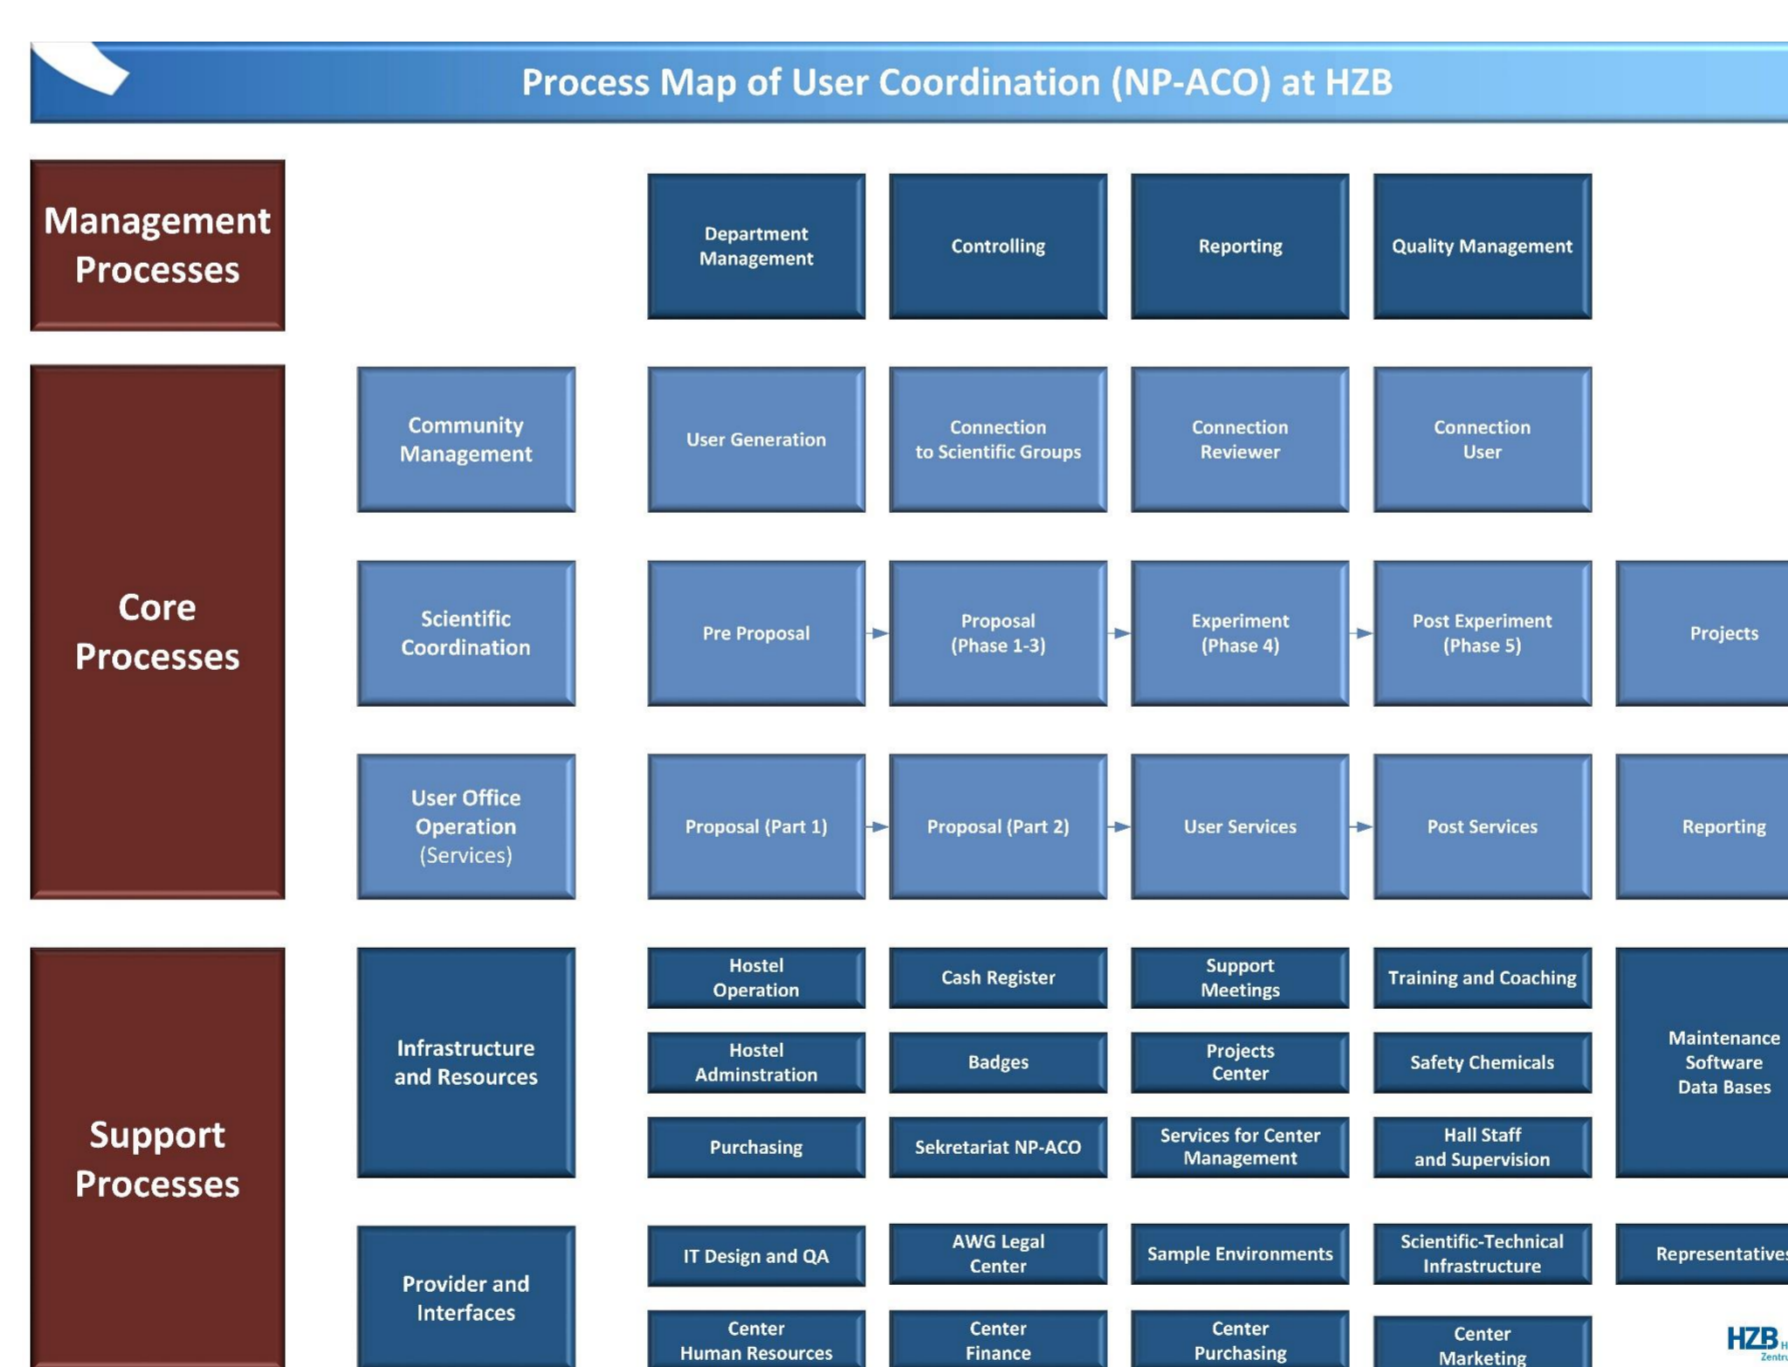 Process Map of User Coordination (NP-ACO) at HZB
Management
Processes
Department
Management
Controlling
Reporting
Quality Management
Core
Processes
Community
Management
User Generation
Connection
to Scientific Groups
Connection
Reviewer
Connection
User
Scientific
Coordination
Pre Proposal
Proposal
(Phase 1-3)
Experiment
(Phase 4)
Post Experiment
(Phase 5)
Projects
User Office
Operation
(Services)
Proposal (Part 1)
Proposal (Part 2)
User Services
Post Services
Reporting
Support
Processes
Infrastructure
and Resources
Hostel
Operation
Cash Register
Support
Meetings
Training and Coaching
Maintenance
Software
Data Bases
Hostel
Adminstration
Badges
Projects
Center
Safety Chemicals
Purchasing
Sekretariat NP-ACO
Services for Center
Management
Hall Staff
and Supervision
Provider and
Interfaces
IT Design and QA
AWG Legal
Center
Sample Environments
Scientific-Technical
Infrastructure
Representatives
Center
Human Resources
Center
Finance
Center
Purchasing
Center
Marketing
HZB